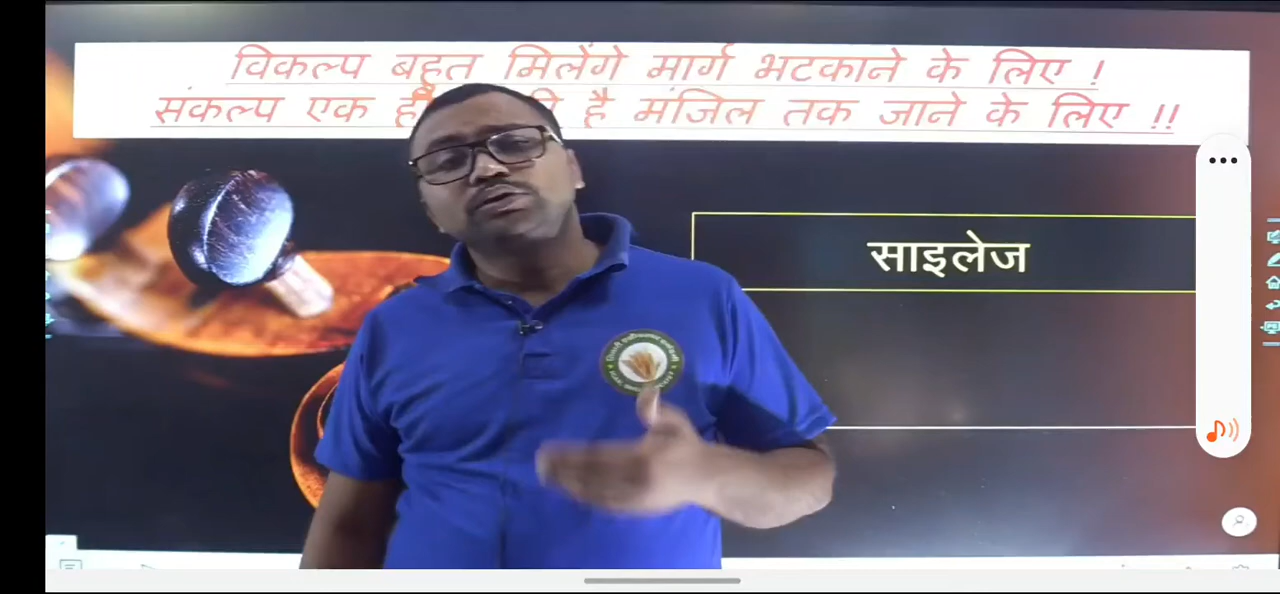 विकल्प बहुत मिलेंगे मार्ग भटकाने के लिए !
संकल्प एक ही है मंजिल तक जाने के लिए !!
साइलेज